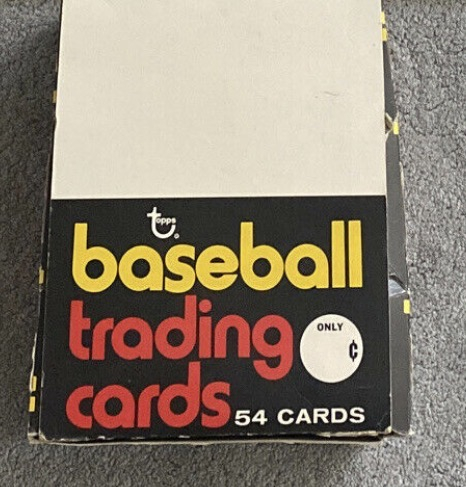 topps
baseball
trading
ONLY
¢
cards
54 CARDS